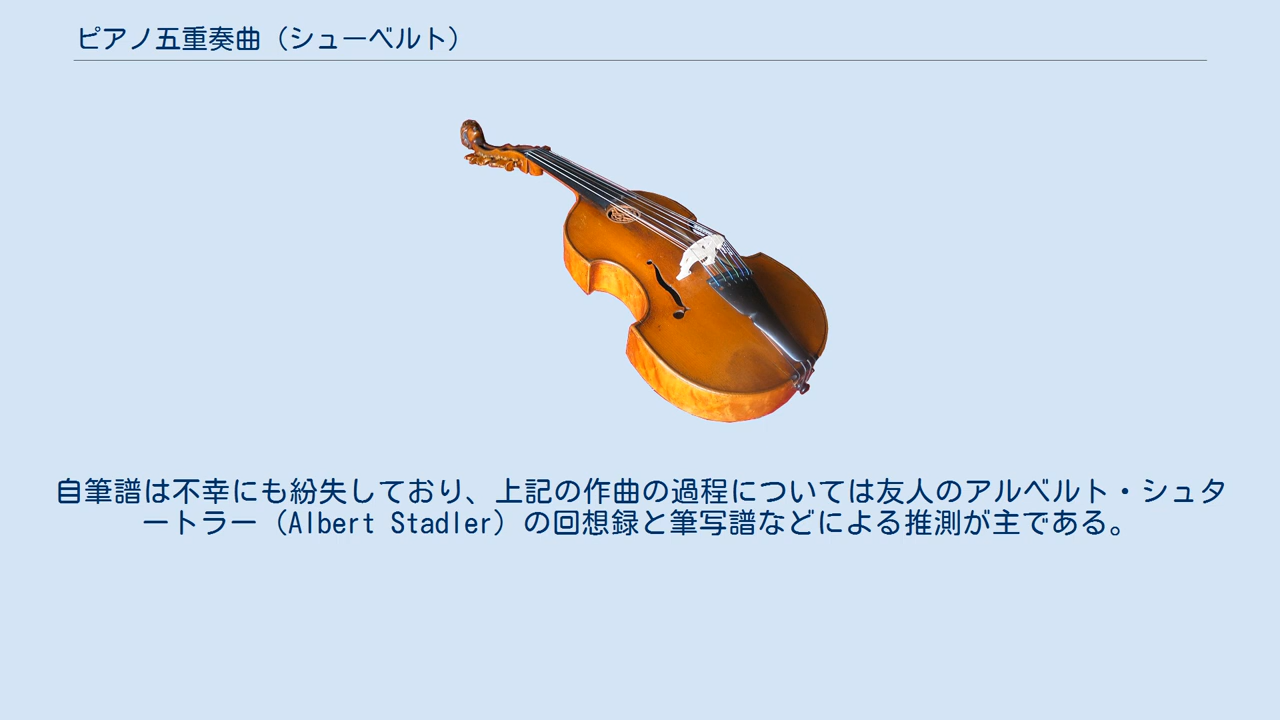 ピアノ五重奏曲（シューベルト）
自筆譜は不幸にも紛失しており、上記の作曲の過程については友人のアルベルト・シュタ
ートラー（Albert Stadler）の回想録と筆写譜などによる推測が主である。